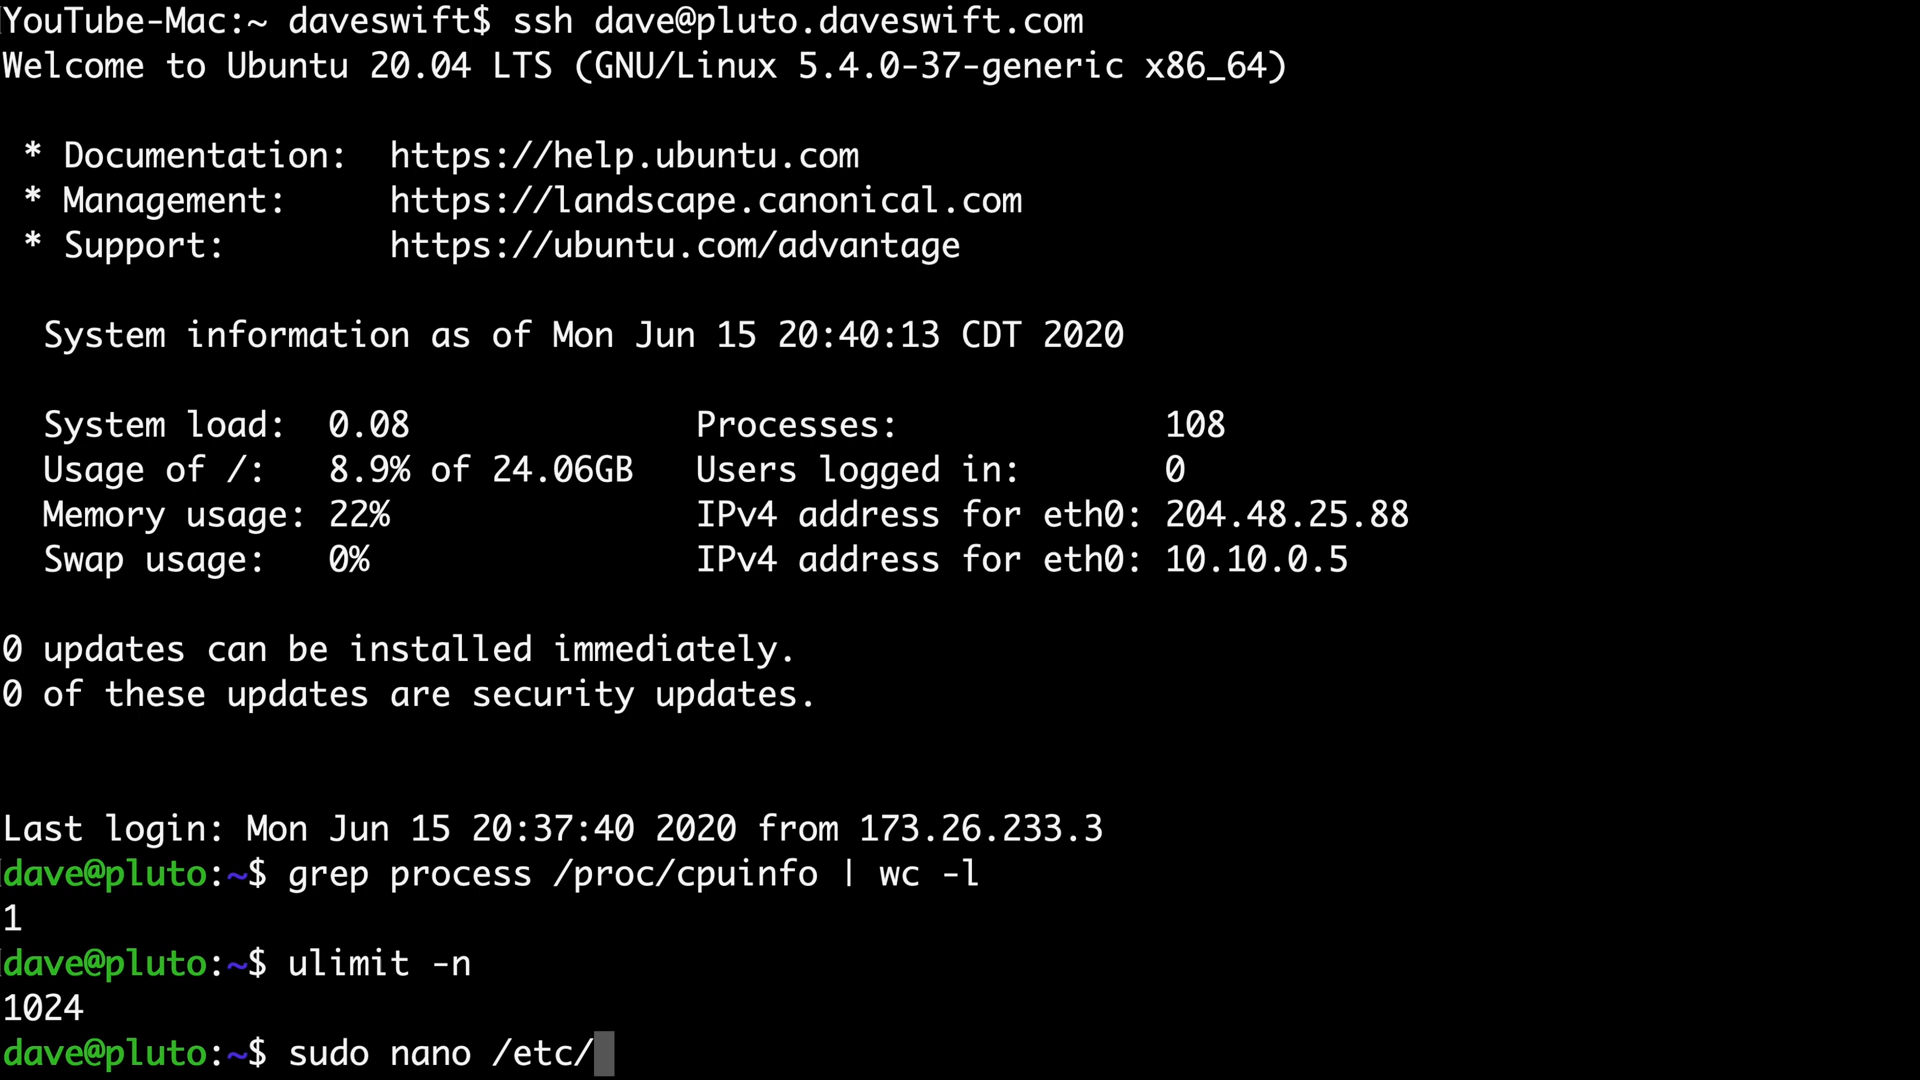 YouTube-Mac:~ daveswift$ ssh dave@pluto.daveswift.com
Welcome to Ubuntu 20.04 LTS (GNU/Linux 5.4.0-37-generic x86_64)
* Documentation:  https://help.ubuntu.com
* Management:     https://landscape.canonical.com
* Support:        https://ubuntu.com/advantage
System information as of Mon Jun 15 20:40:13 CDT 2020
System load:  0.08              Processes:             108
Usage of /:   8.9% of 24.06GB   Users logged in:       0
Memory usage: 22%               IPv4 address for eth0: 204.48.25.88
Swap usage:   0%                IPv4 address for eth0: 10.10.0.5
0 updates can be installed immediately.
0 of these updates are security updates.
Last login: Mon Jun 15 20:37:40 2020 from 173.26.233.3
dave@pluto:~$ grep process /proc/cpuinfo | wc -l
1
dave@pluto:~$ ulimit -n
1024
dave@pluto:~$ sudo nano /etc/